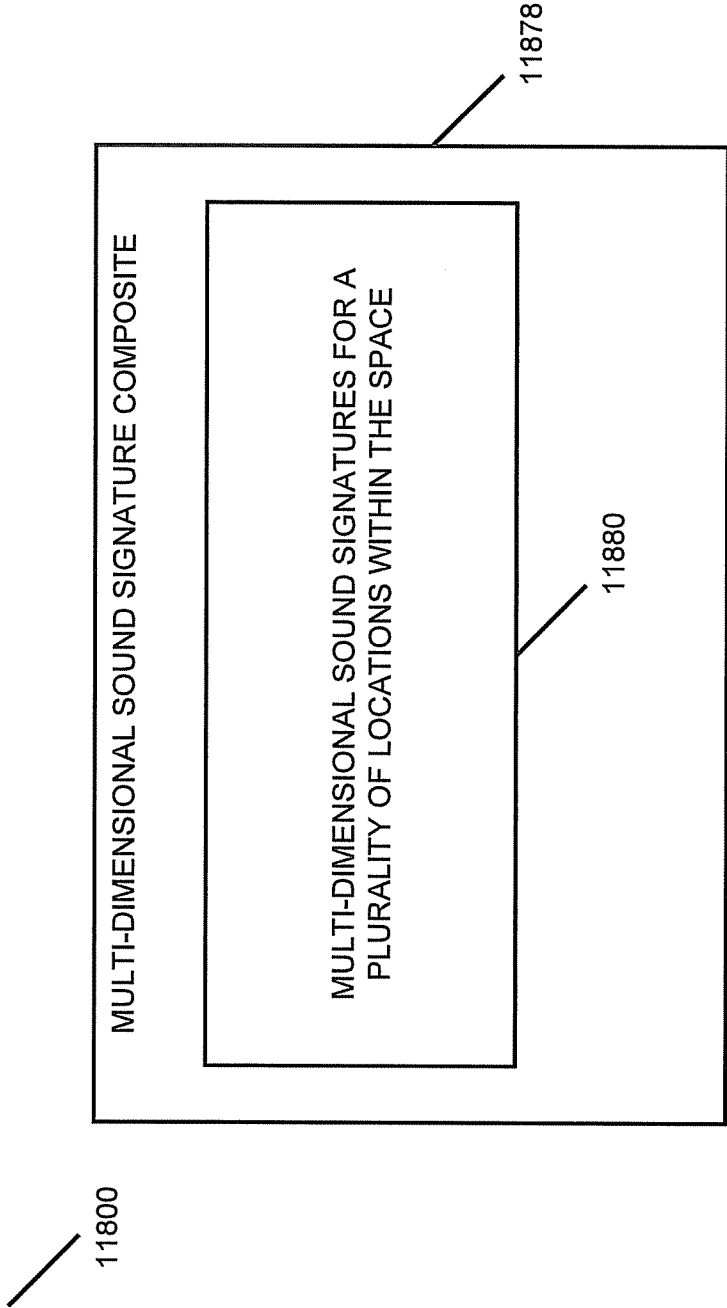 11800
MULTI-DIMENSIONAL SOUND SIGNATURE COMPOSITE
11878
MULTI-DIMENSIONAL SOUND SIGNATURES FOR A
PLURALITY OF LOCATIONS WITHIN THE SPACE
11880